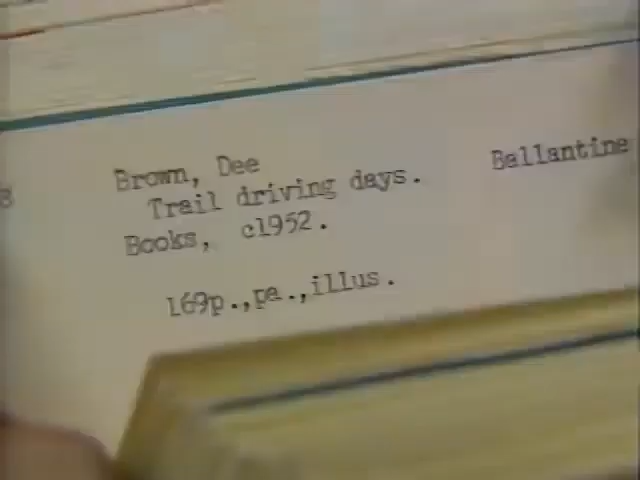 Brown, Dee
Trail driving days. Ballantine
Books, c1952.
169p.,pa.,illus.